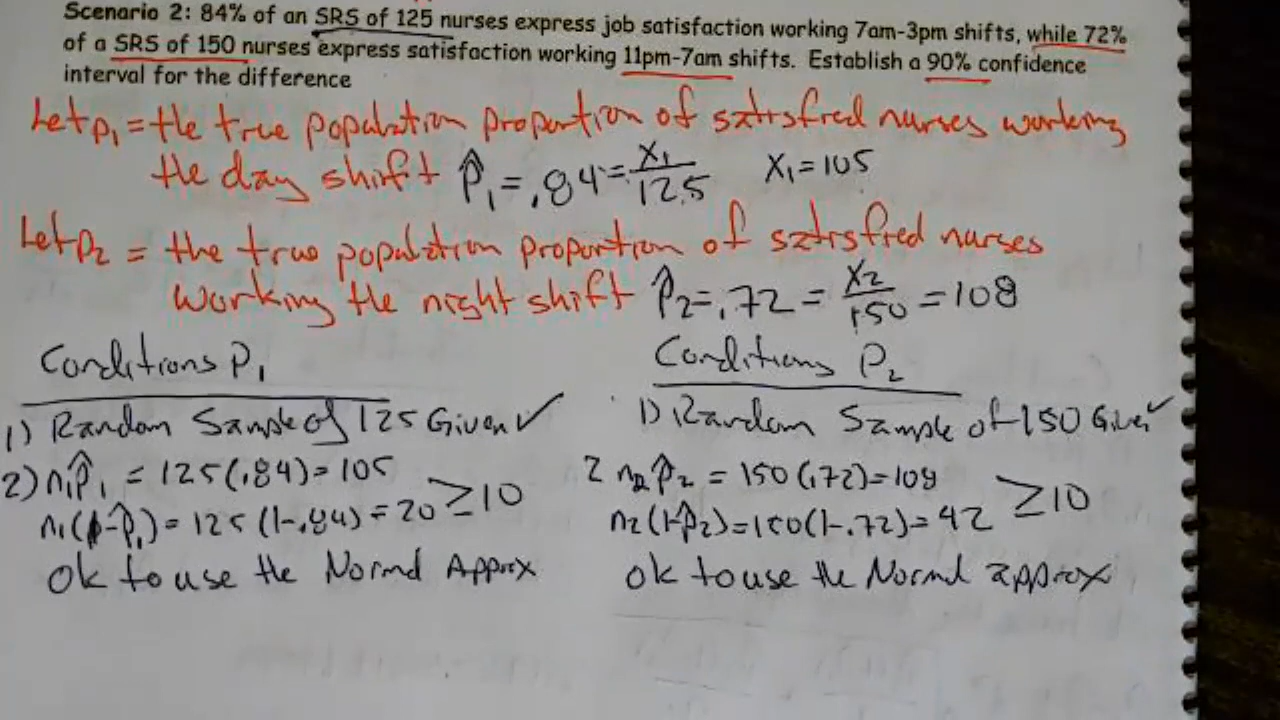 Scenario 2: 84% of an SRS of 125 nurses express job satisfaction working 7am-3pm shifts, while 72%
of a SRS of 150 nurses express satisfaction working 11pm-7am shifts. Establish a 90% confidence
interval for the difference
Let p₁ = the true population proportion of satisfied nurses working
the day shift p̂₁ = .84 = x₁/125 x₁ = 105
Let p₂ = the true population proportion of satisfied nurses
working the night shift p̂₂ = .72 = x₂/150 = 108
Conditions P₁
1) Random Sample of 125 Given ✓
2) n₁p̂₁ = 125(.84) = 105
n₁(1-p̂₁) = 125(1-.84) = 20 ≥ 10
Ok to use the Normal Approx
Conditions P₂
1) Random Sample of 150 Given ✓
2 n₂p̂₂ = 150(.72) = 108
n₂(1-p̂₂) = 150(1-.72) = 42 ≥ 10
Ok to use the Normal approx